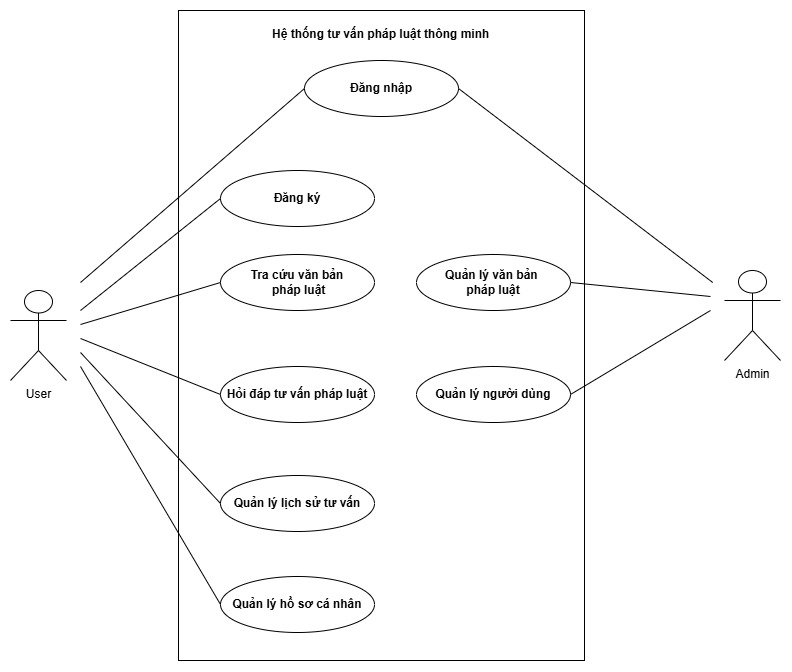 Hệ thống tư vấn pháp luật thông minh
Đăng nhập
Đăng ký
Tra cứu văn bản
pháp luật
Quản lý văn bản
pháp luật
User
Admin
Hỏi đáp tư vấn pháp luật
Quản lý người dùng
Quản lý lịch sử tư vấn
Quản lý hồ sơ cá nhân